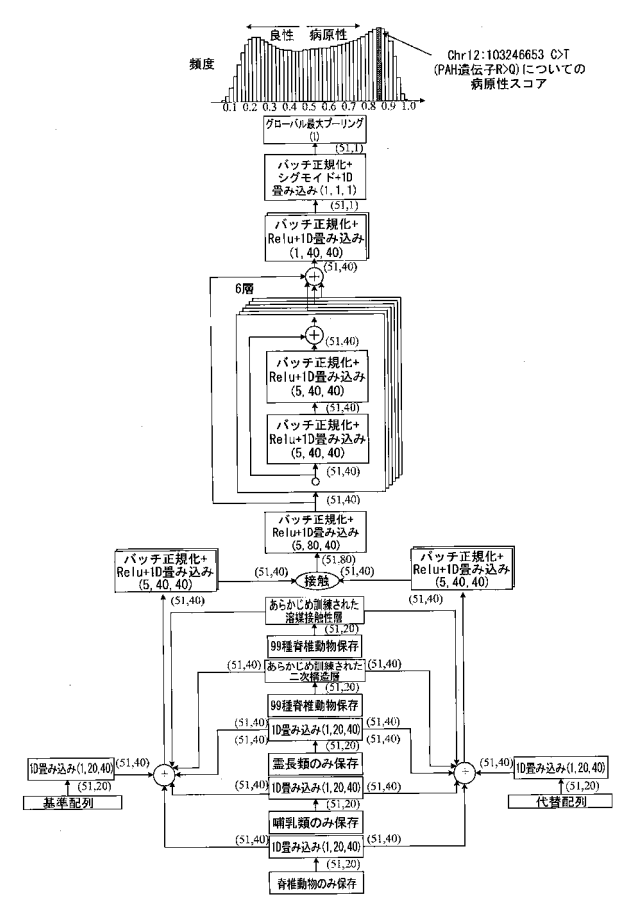 良性 病原性
頻度
Chr12:103246653 C>T
(PAH遺伝子R>Q)についての
病原性スコア
0.1 0.2 0.3 0.4 0.5 0.6 0.7 0.8 0.9 1.0
グローバル最大プーリング
(1)
(51,1)
バッチ正規化+
シグモイド+1D
畳み込み(1,1,1)
(51,1)
バッチ正規化+
Relu+1D畳み込み
(1,40,40)
(51,40)
6層
(51,40)
バッチ正規化+
Relu+1D畳み込み
(5,40,40)
(51,40)
バッチ正規化+
Relu+1D畳み込み
(5,40,40)
(51,40)
(51,40)
バッチ正規化+
Relu+1D畳み込み
(5,80,40)
(51,80)
バッチ正規化+
Relu+1D畳み込み
(5,40,40)
(51,40)
接触
(51,40)
バッチ正規化+
Relu+1D畳み込み
(5,40,40)
(51,40)
(51,40)
あらかじめ訓練された
溶媒接触性層
(51,20)
99種脊椎動物保存
(51,40)
あらかじめ訓練された
二次構造層
(51,40)
(51,20)
99種脊椎動物保存
(51,40)
(51,40)
1D畳み込み(1,20,40)
(51,40)
(51,40)
(51,20)
霊長類のみ保存
1D畳み込み(1,20,40)
(51,40)
(51,20)
基準配列
(51,40)
1D畳み込み(1,20,40)
(51,40)
(51,20)
(51,40)
1D畳み込み(1,20,40)
(51,20)
代替配列
哺乳類のみ保存
(51,40)
1D畳み込み(1,20,40)
(51,40)
(51,20)
脊椎動物のみ保存